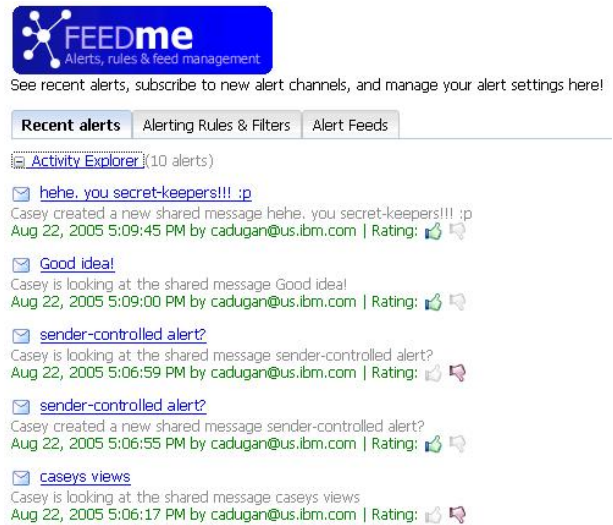 FEEDme
Alerts, rules & feed management
See recent alerts, subscribe to new alert channels, and manage your alert settings here!
Recent alerts Alerting Rules & Filters Alert Feeds
Activity Explorer (10 alerts)
hehe. you secret-keepers!!! :p
Casey created a new shared message hehe. you secret-keepers!!! :p
Aug 22, 2005 5:09:45 PM by cadugan@us.ibm.com | Rating:
Good idea!
Casey is looking at the shared message Good idea!
Aug 22, 2005 5:09:00 PM by cadugan@us.ibm.com | Rating:
sender-controlled alert?
Casey is looking at the shared message sender-controlled alert?
Aug 22, 2005 5:06:59 PM by cadugan@us.ibm.com | Rating:
sender-controlled alert?
Casey created a new shared message sender-controlled alert?
Aug 22, 2005 5:06:55 PM by cadugan@us.ibm.com | Rating:
caseys views
Casey is looking at the shared message caseys views
Aug 22, 2005 5:06:17 PM by cadugan@us.ibm.com | Rating: